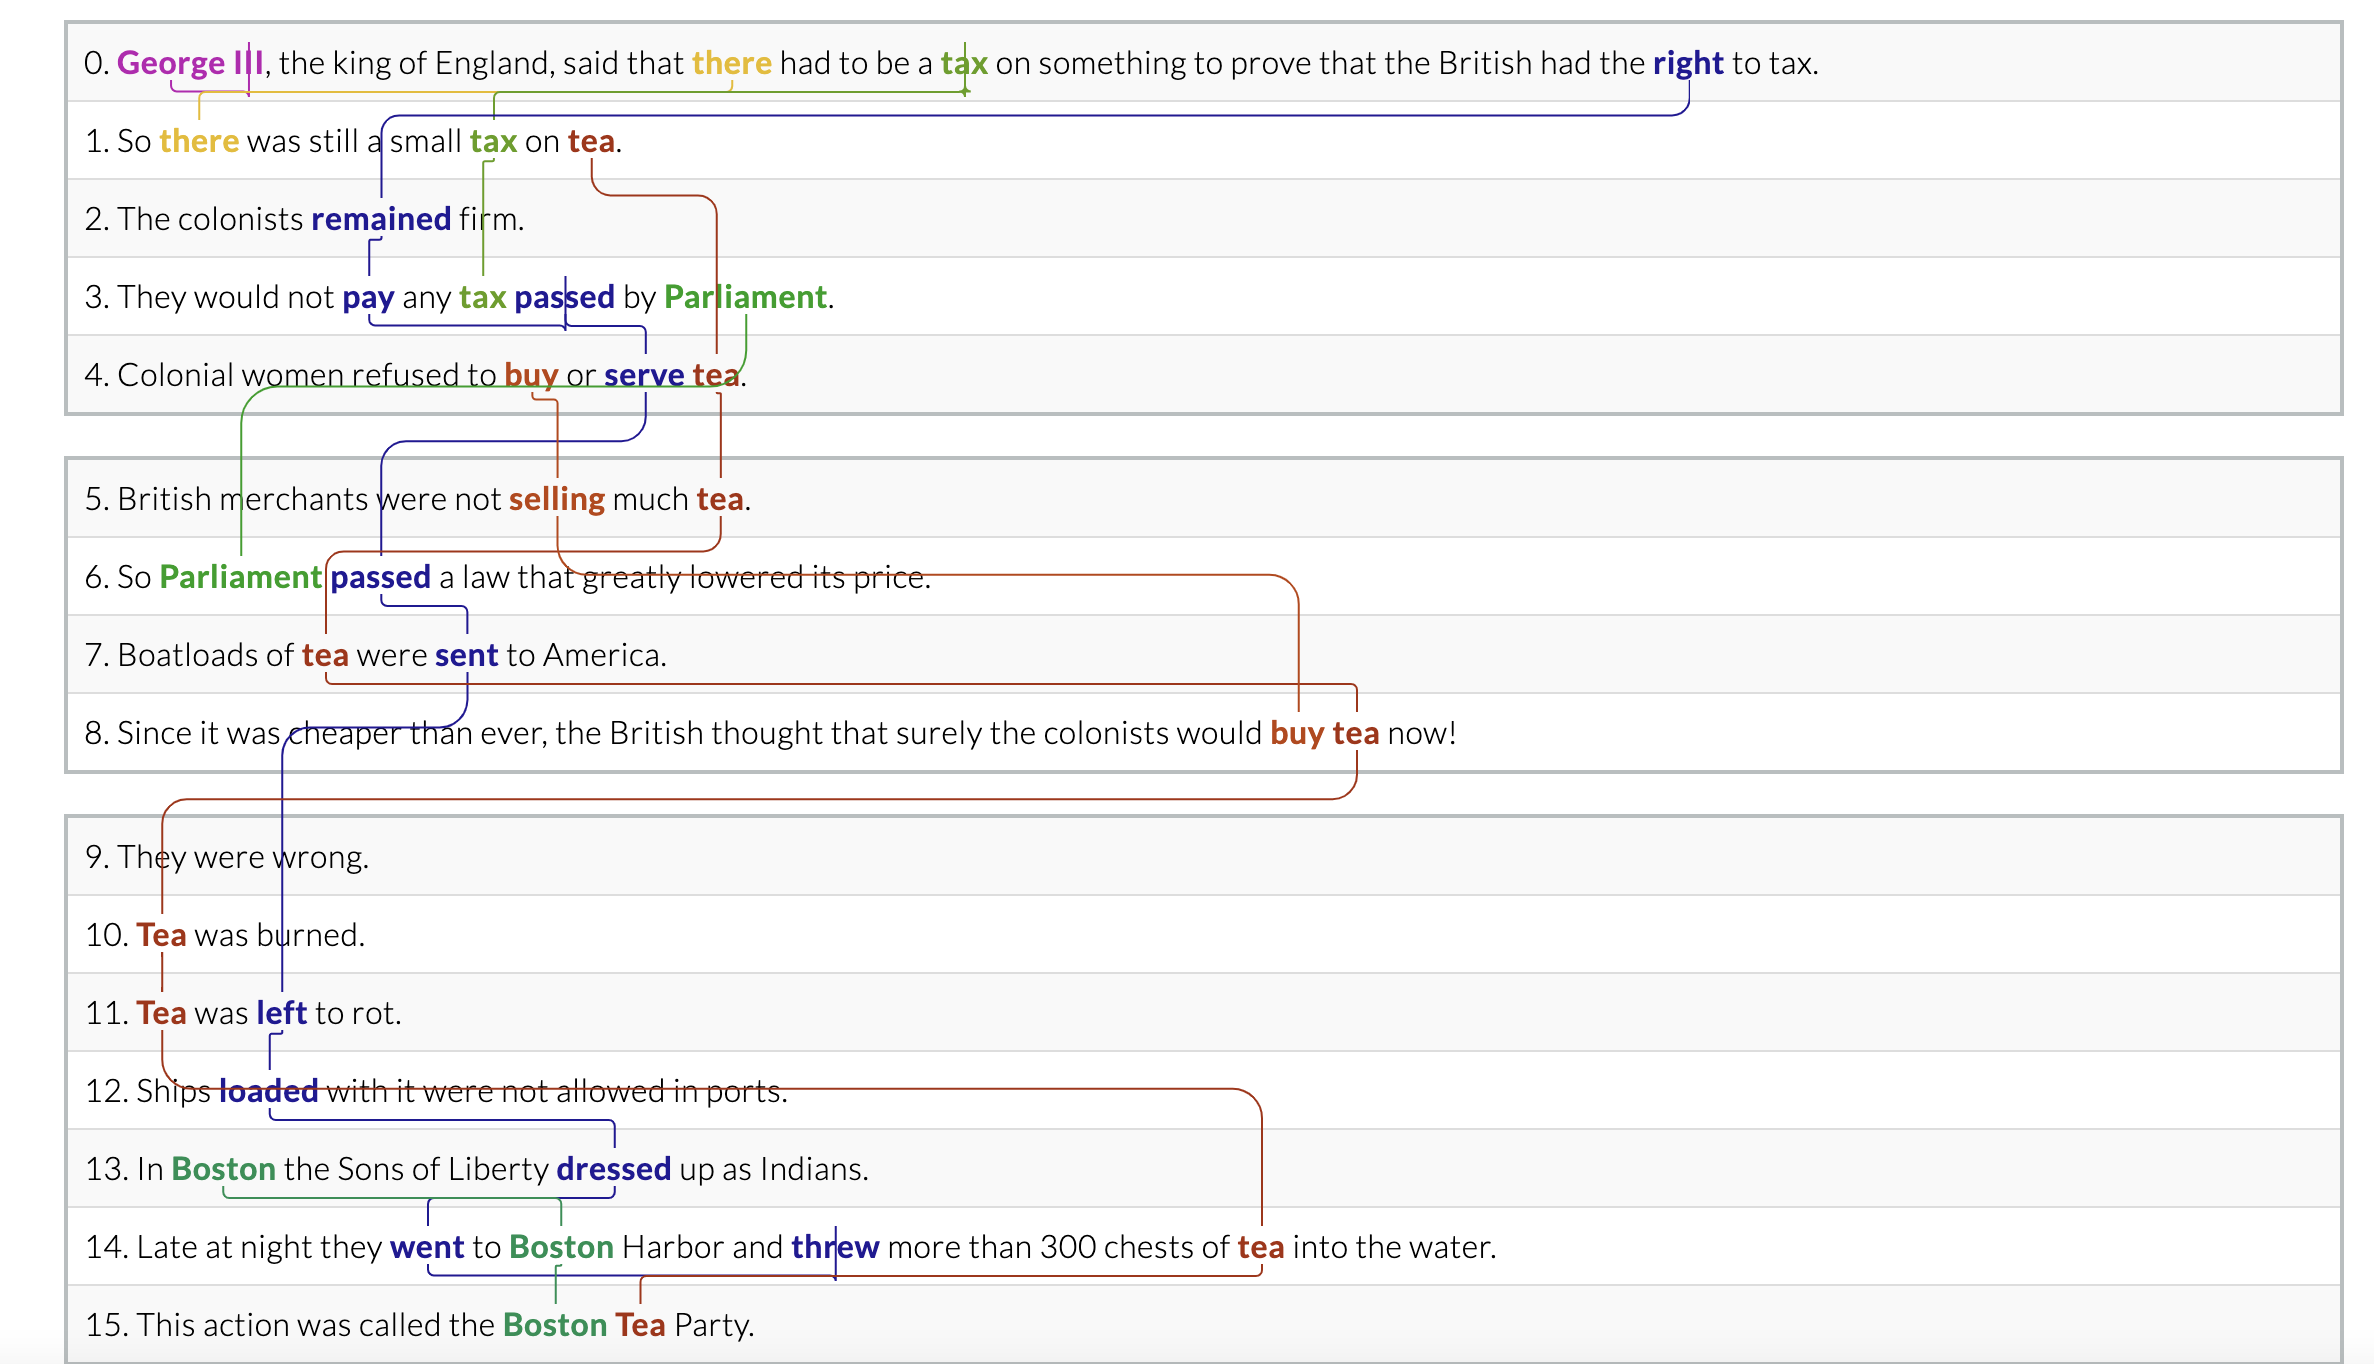 0. George III, the king of England, said that there had to be a tax on something to prove that the British had the right to tax.
1. So there was still a small tax on tea.
2. The colonists remained firm.
3. They would not pay any tax passed by Parliament.
4. Colonial women refused to buy or serve tea.
5. British merchants were not selling much tea.
6. So Parliament passed a law that greatly lowered its price.
7. Boatloads of tea were sent to America.
8. Since it was cheaper than ever, the British thought that surely the colonists would buy tea now!
9. They were wrong.
10. Tea was burned.
11. Tea was left to rot.
12. Ships loaded with it were not allowed in ports.
13. In Boston the Sons of Liberty dressed up as Indians.
14. Late at night they went to Boston Harbor and threw more than 300 chests of tea into the water.
15. This action was called the Boston Tea Party.